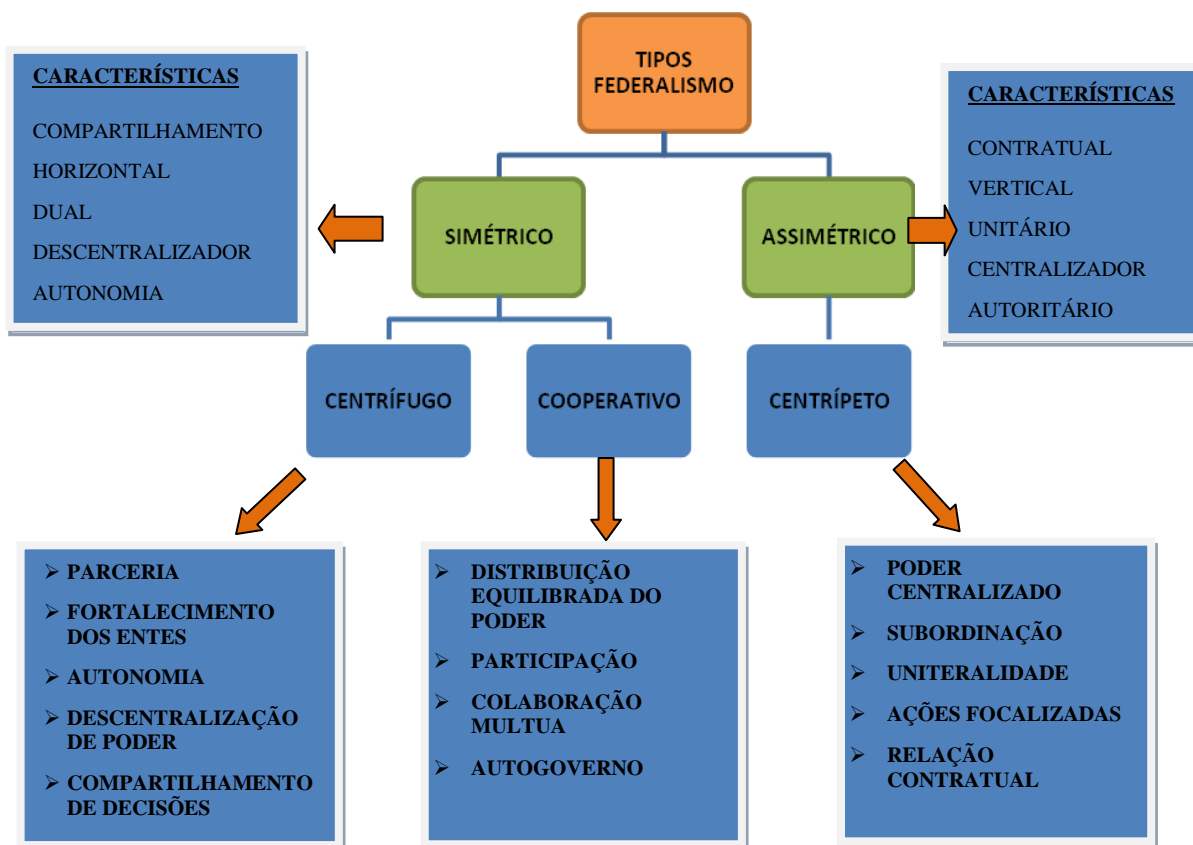 TIPOS
FEDERALISMO
CARACTERÍSTICAS
COMPARTILHAMENTO
HORIZONTAL
DUAL
DESCENTRALIZADOR
AUTONOMIA
CARACTERÍSTICAS
CONTRATUAL
VERTICAL
UNITÁRIO
CENTRALIZADOR
AUTORITÁRIO
SIMÉTRICO
ASSIMÉTRICO
CENTRÍFUGO
COOPERATIVO
CENTRÍPETO
➢ PARCERIA
➢ FORTALECIMENTO
DOS ENTES
➢ AUTONOMIA
➢ DESCENTRALIZAÇÃO
DE PODER
➢ COMPARTILHAMENTO
DE DECISÕES
➢ DISTRIBUIÇÃO
EQUILIBRADA DO
PODER
➢ PARTICIPAÇÃO
➢ COLABORAÇÃO
MULTUA
➢ AUTOGOVERNO
➢ PODER
CENTRALIZADO
➢ SUBORDINAÇÃO
➢ UNITERALIDADE
➢ AÇÕES FOCALIZADAS
➢ RELAÇÃO
CONTRATUAL